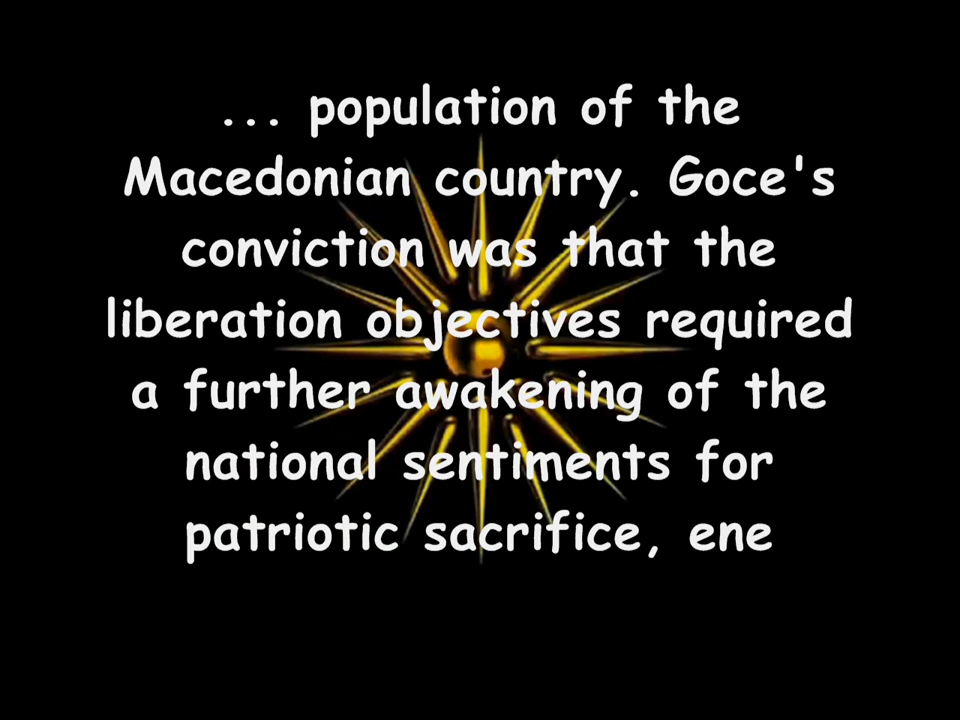 ... population of the
Macedonian country. Goce's
conviction was that the
liberation objectives required
a further awakening of the
national sentiments for
patriotic sacrifice, ene